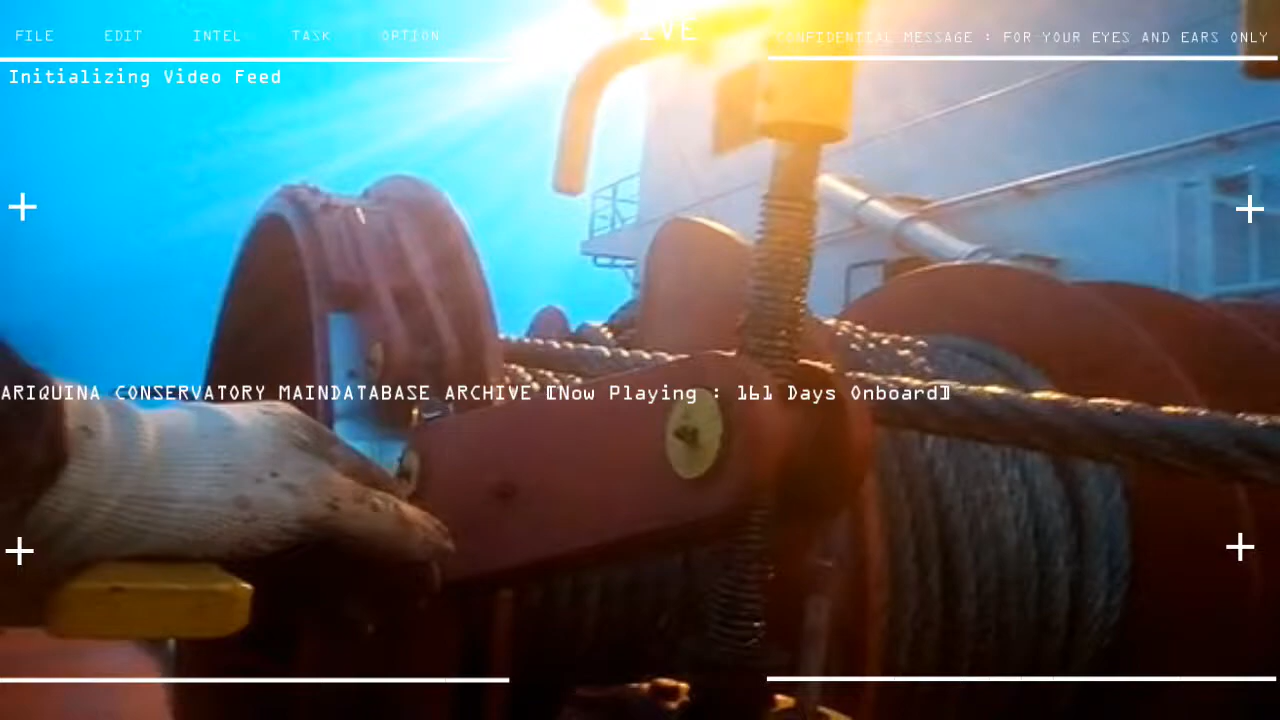 FILE EDIT INTEL TASK OPTION
CONFIDENTIAL MESSAGE : FOR YOUR EYES AND EARS ONLY
Initializing Video Feed
ARIQUINA CONSERVATORY MAINDATABASE ARCHIVE [Now Playing : 161 Days Onboard]